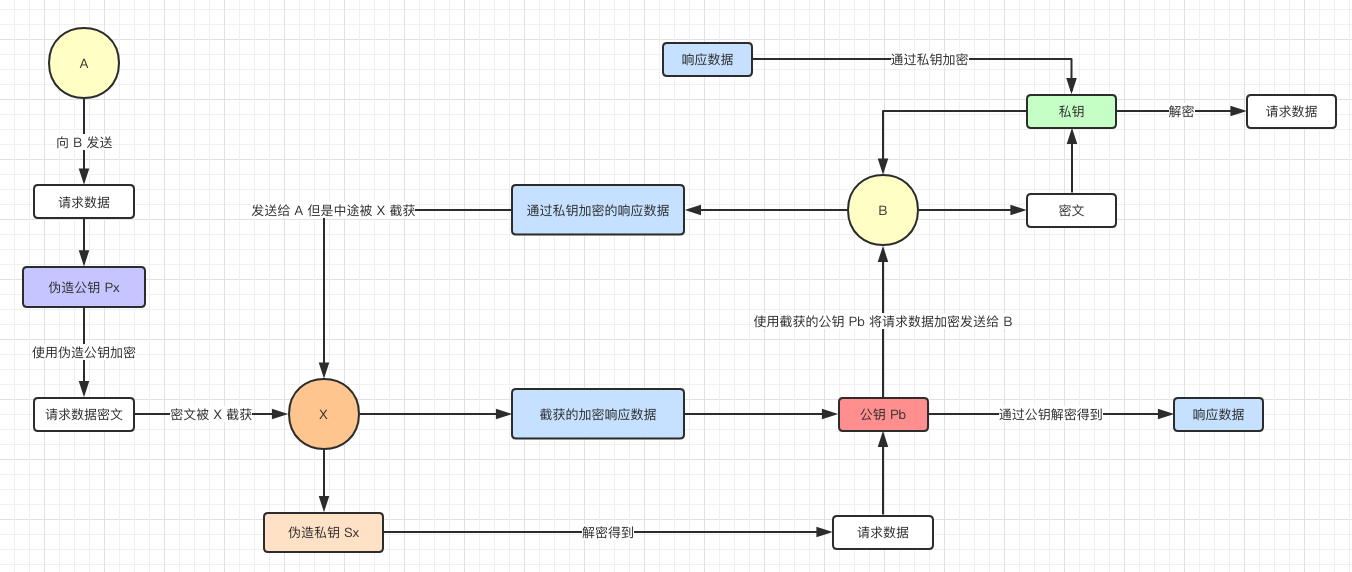 A
响应数据
通过私钥加密
私钥
解密
请求数据
向 B 发送
请求数据
发送给 A 但是中途被 X 截获
通过私钥加密的响应数据
B
密文
伪造公钥 Px
使用截获的公钥 Pb 将请求数据加密发送给 B
使用伪造公钥加密
请求数据密文
密文被 X 截获
X
截获的加密响应数据
公钥 Pb
通过公钥解密得到
响应数据
伪造私钥 Sx
解密得到
请求数据